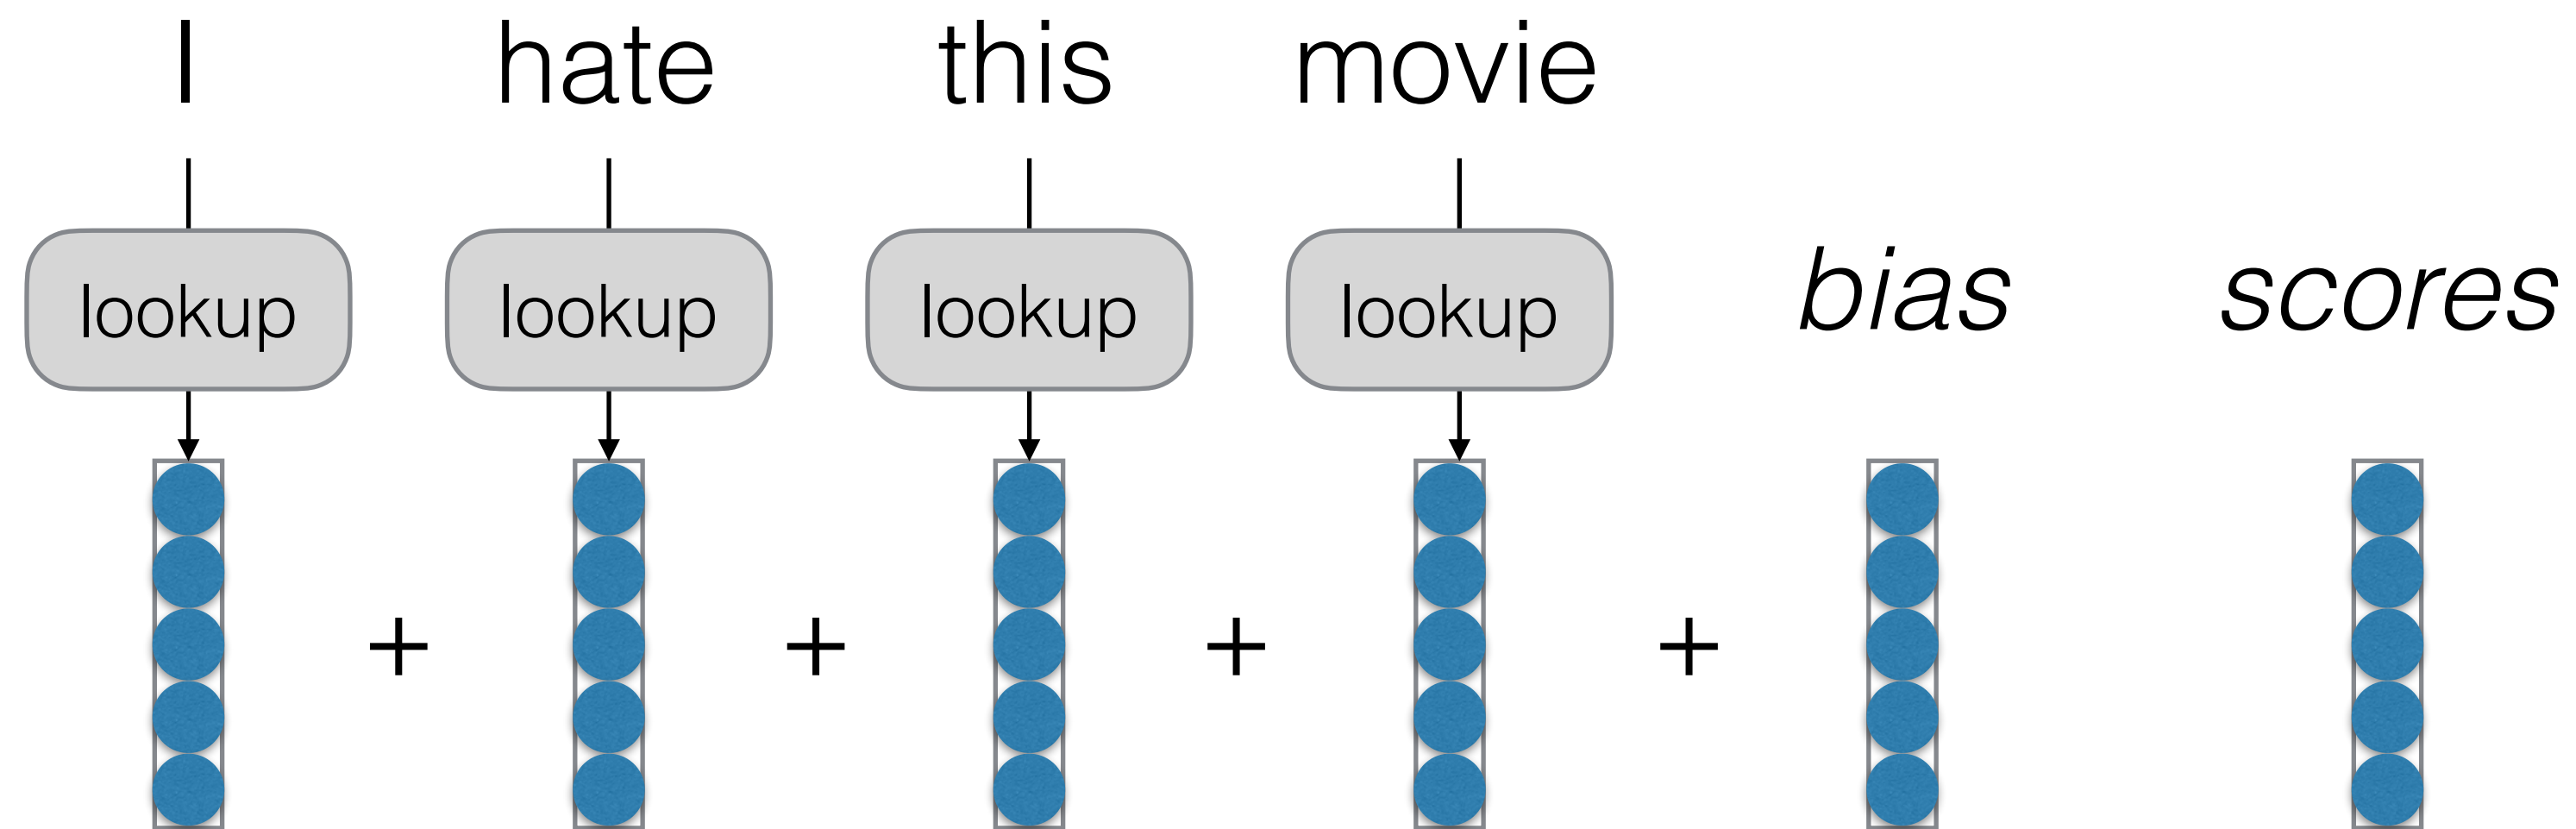 I hate this movie
lookup lookup lookup lookup bias scores
+ + + +